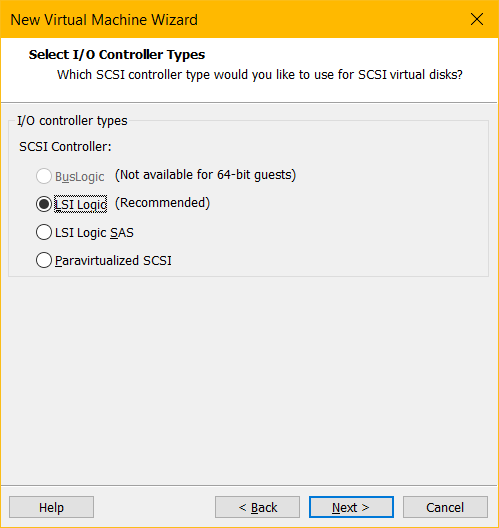 New Virtual Machine Wizard
Select I/O Controller Types
Which SCSI controller type would you like to use for SCSI virtual disks?
I/O controller types
SCSI Controller:
BusLogic (Not available for 64-bit guests)
LSI Logic (Recommended)
LSI Logic SAS
Paravirtualized SCSI
Help < Back Next > Cancel